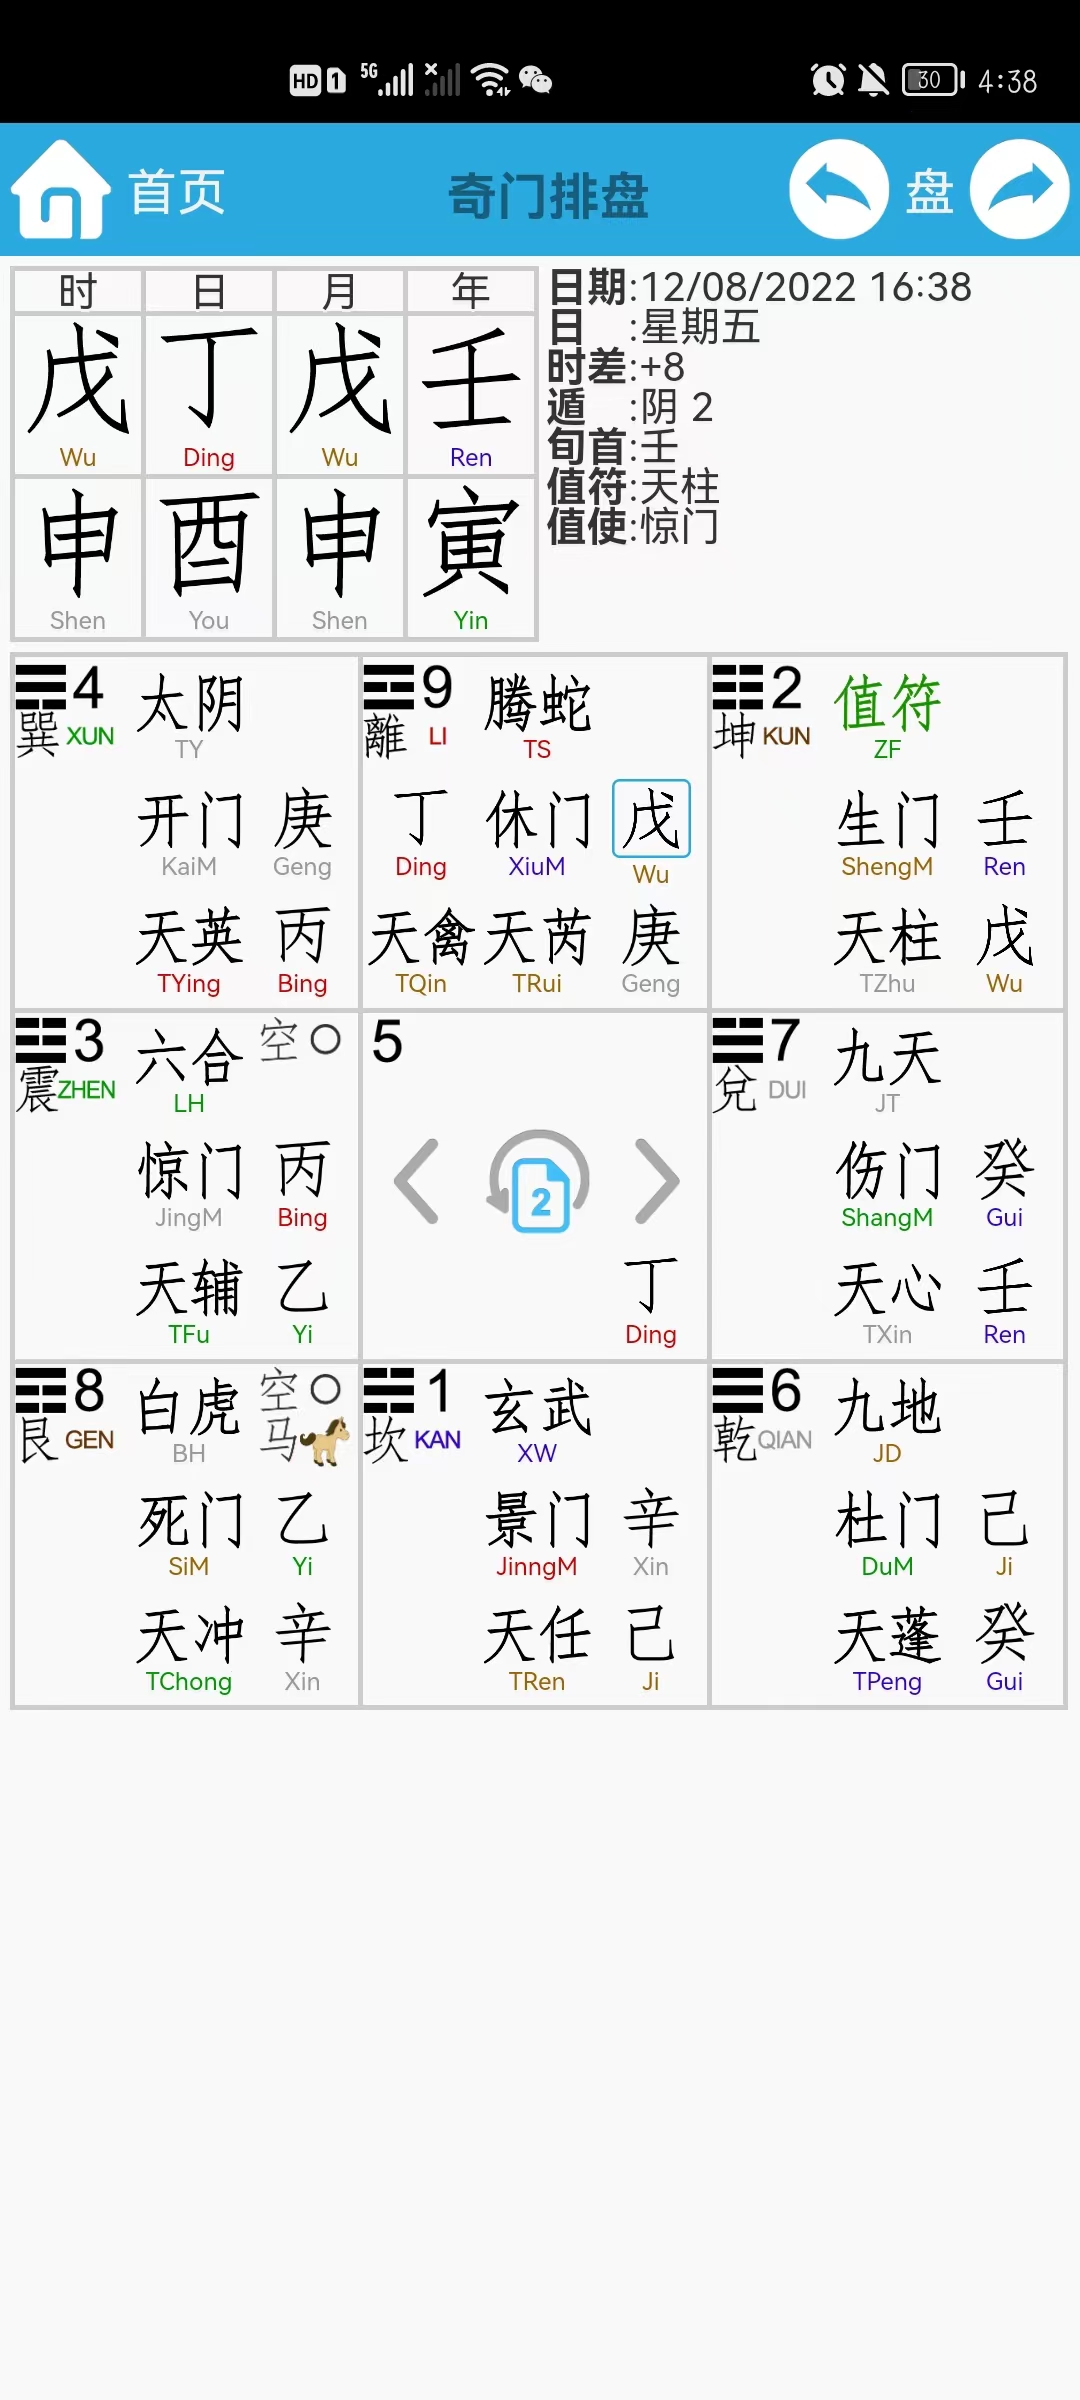 HD 1 5G 30 4:38
首页 奇门排盘 盘
时 日 月 年
戊 丁 戊 壬
Wu Ding Wu Ren
申 酉 申 寅
Shen You Shen Yin
日期:12/08/2022 16:38
日 :星期五
时差:+8
遁 :阴 2
旬首:壬
值符:天柱
值使:惊门
4 太阴
巽 XUN TY
开门 庚
KaiM Geng
天英 丙
TYing Bing
9 腾蛇
離 LI TS
丁 休门 戊
Ding XiuM Wu
天禽 天芮 庚
TQin TRui Geng
2 值符
坤 KUN ZF
生门 壬
ShengM Ren
天柱 戊
TZhu Wu
3 六合 空
震 ZHEN LH
惊门 丙
JingM Bing
天辅 乙
TFu Yi
5
2
丁
Ding
7 九天
兌 DUI JT
伤门 癸
ShangM Gui
天心 壬
TXin Ren
8 白虎 空
艮 GEN BH 马
死门 乙
SiM Yi
天冲 辛
TChong Xin
1 玄武
坎 KAN XW
景门 辛
JinngM Xin
天任 己
TRen Ji
6 九地
乾 QIAN JD
杜门 己
DuM Ji
天蓬 癸
TPeng Gui